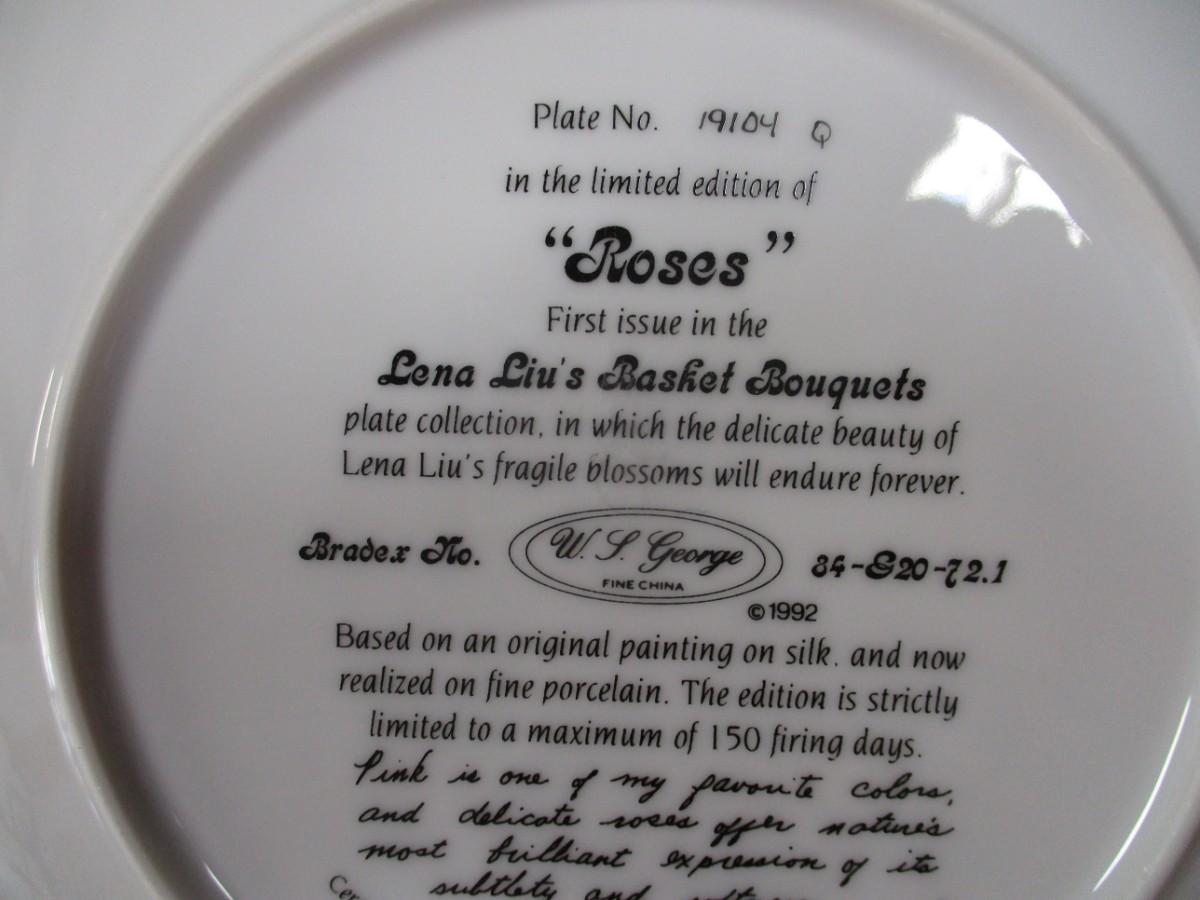 Plate No. 19104 Q
in the limited edition of
“Roses”
First issue in the
Lena Liu's Basket Bouquets
plate collection, in which the delicate beauty of
Lena Liu's fragile blossoms will endure forever.
Bradex No. W. S. George 84-G20-72.1
FINE CHINA
©1992
Based on an original painting on silk, and now
realized on fine porcelain. The edition is strictly
limited to a maximum of 150 firing days.
Pink is one of my favorite colors,
and delicate roses offer nature's
most brilliant expression of its
subtlety and